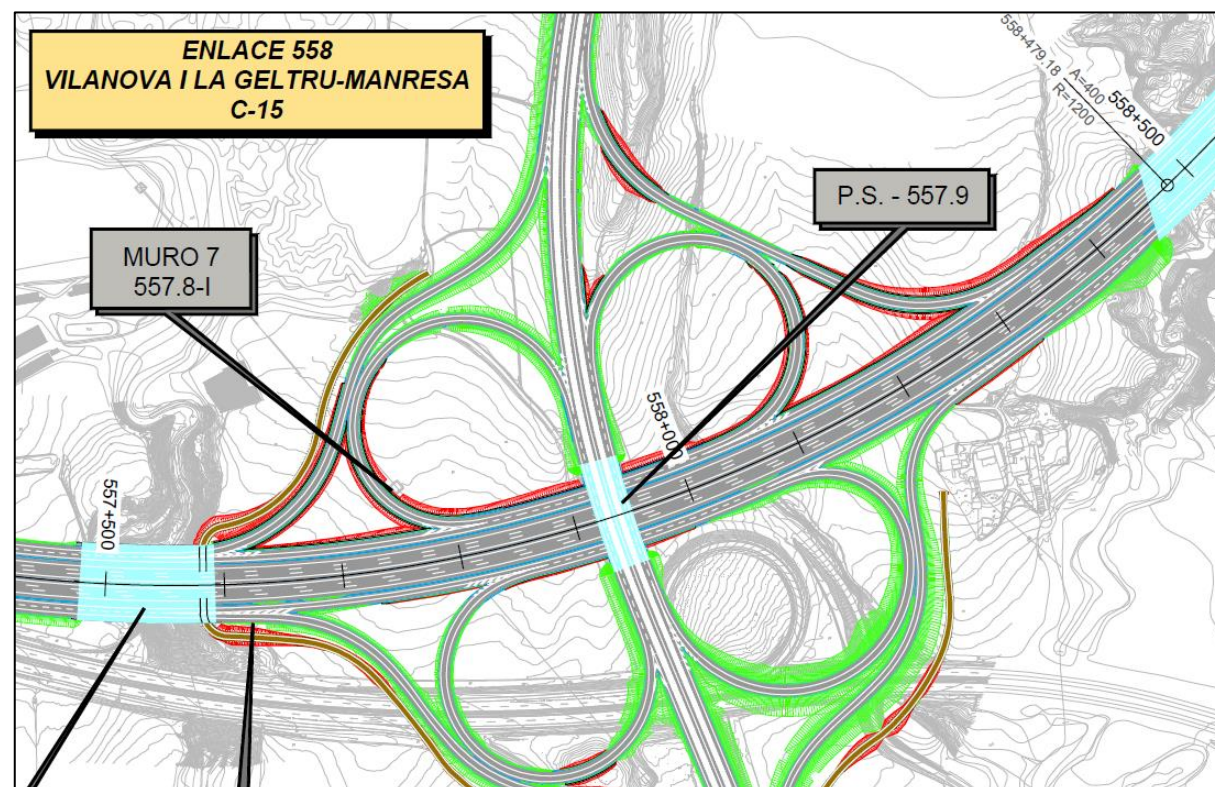 ENLACE 558
VILANOVA I LA GELTRU-MANRESA
C-15
MURO 7
557.8-I
P.S. - 557.9
558+479.18
A=400
R=1200
558+500
558+000
557+500